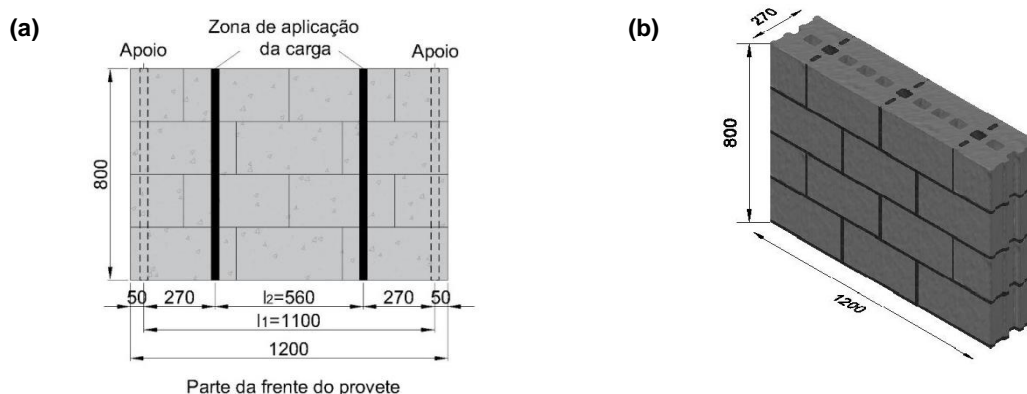 (a)
Zona de aplicação
da carga
Apoio
Apoio
800
50
270
l2=560
270
50
l1=1100
1200
Parte da frente do provete
(b)
270
800
1200